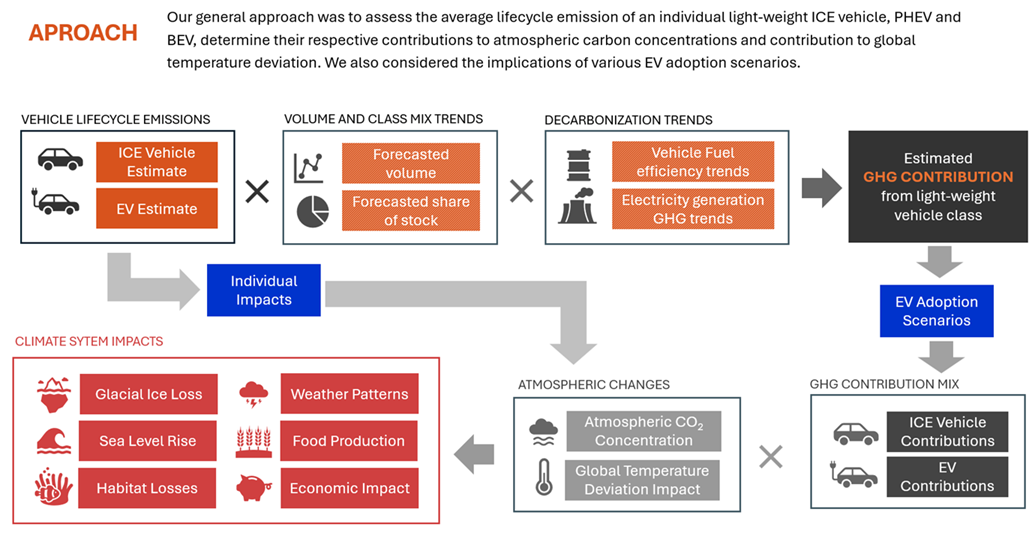 APROACH
Our general approach was to assess the average lifecycle emission of an individual light-weight ICE vehicle, PHEV and
BEV, determine their respective contributions to atmospheric carbon concentrations and contribution to global
temperature deviation. We also considered the implications of various EV adoption scenarios.
VEHICLE LIFECYCLE EMISSIONS
ICE Vehicle
Estimate
EV Estimate
VOLUME AND CLASS MIX TRENDS
Forecasted
volume
Forecasted share
of stock
DECARBONIZATION TRENDS
Vehicle Fuel
efficiency trends
Electricity generation
GHG trends
Estimated
GHG CONTRIBUTION
from light-weight
vehicle class
Individual
Impacts
EV Adoption
Scenarios
CLIMATE SYTEM IMPACTS
Glacial Ice Loss
Weather Patterns
Sea Level Rise
Food Production
Habitat Losses
Economic Impact
ATMOSPHERIC CHANGES
Atmospheric CO₂
Concentration
Global Temperature
Deviation Impact
GHG CONTRIBUTION MIX
ICE Vehicle
Contributions
EV
Contributions